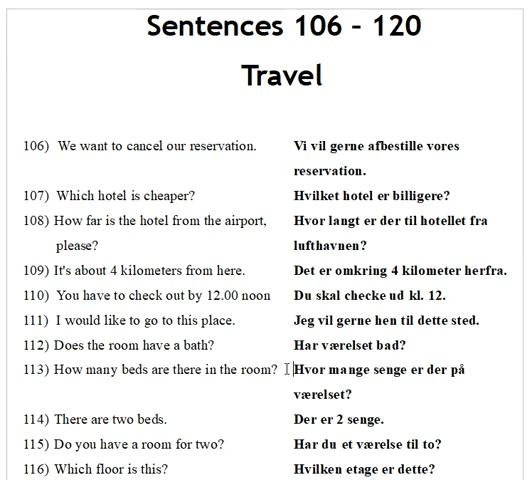 Sentences 106 – 120
Travel
106) We want to cancel our reservation. Vi vil gerne afbestille vores
reservation.
107) Which hotel is cheaper? Hvilket hotel er billigere?
108) How far is the hotel from the airport, Hvor langt er der til hotellet fra
please? lufthavnen?
109) It's about 4 kilometers from here. Det er omkring 4 kilometer herfra.
110) You have to check out by 12.00 noon Du skal checke ud kl. 12.
111) I would like to go to this place. Jeg vil gerne hen til dette sted.
112) Does the room have a bath? Har værelset bad?
113) How many beds are there in the room? Hvor mange senge er der på
værelset?
114) There are two beds. Der er 2 senge.
115) Do you have a room for two? Har du et værelse til to?
116) Which floor is this? Hvilken etage er dette?